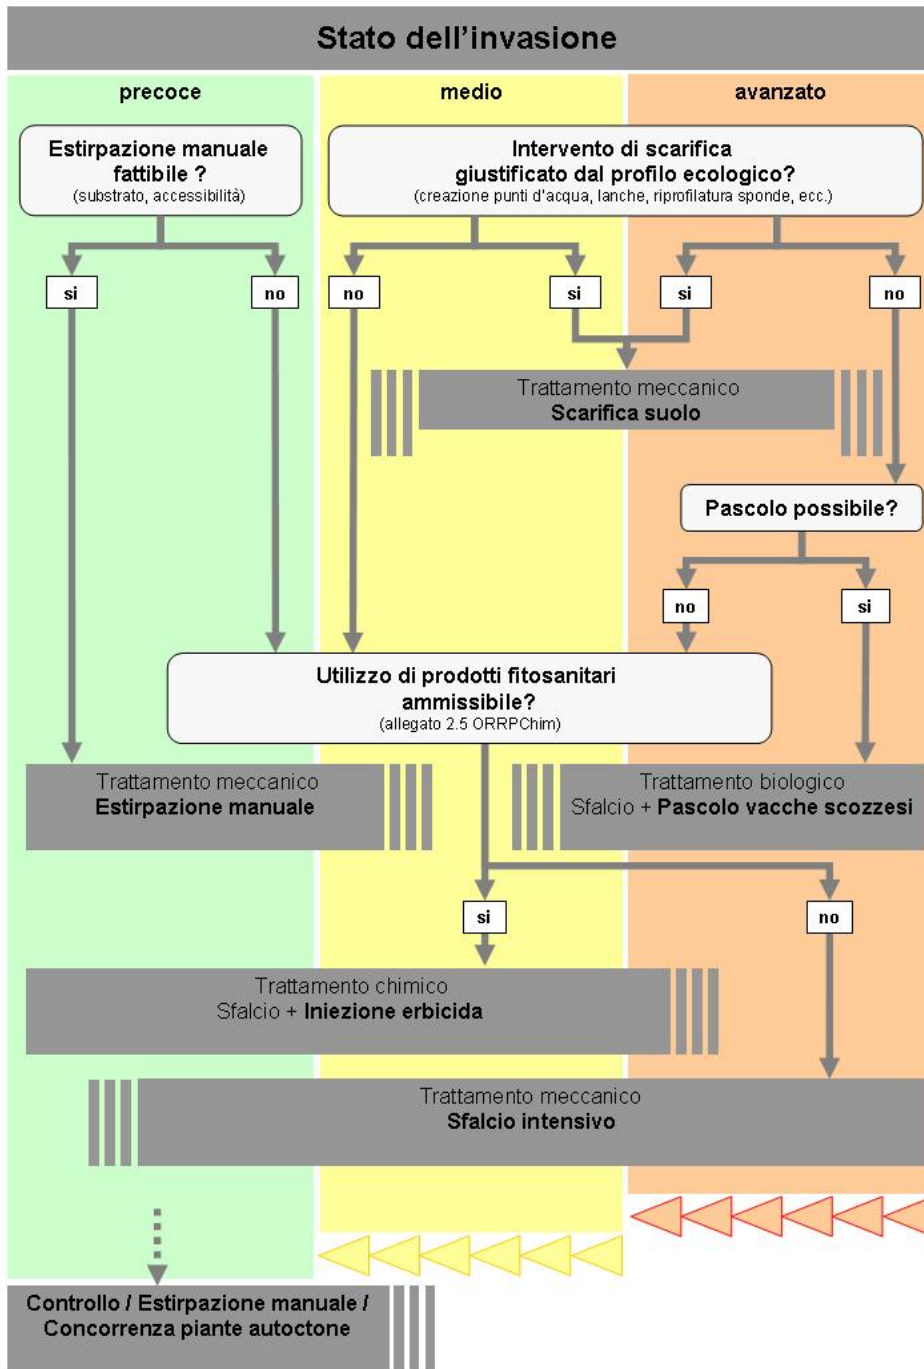 Stato dell'invasione
precoce
medio
avanzato
Estirpazione manuale
fattibile ?
(substrato, accessibilità)
Intervento di scarifica
giustificato dal profilo ecologico?
(creazione punti d'acqua, lanche, riprofilatura sponde, ecc.)
si
no
no
si
si
no
Trattamento meccanico
Scarifica suolo
Pascolo possibile?
no
si
Utilizzo di prodotti fitosanitari
ammissibile?
(allegato 2.5 ORRPChim)
Trattamento meccanico
Estirpazione manuale
Trattamento biologico
Sfalcio + Pascolo vacche scozzesi
si
no
Trattamento chimico
Sfalcio + Iniezione erbicida
Trattamento meccanico
Sfalcio intensivo
Controllo / Estirpazione manuale /
Concorrenza piante autoctone